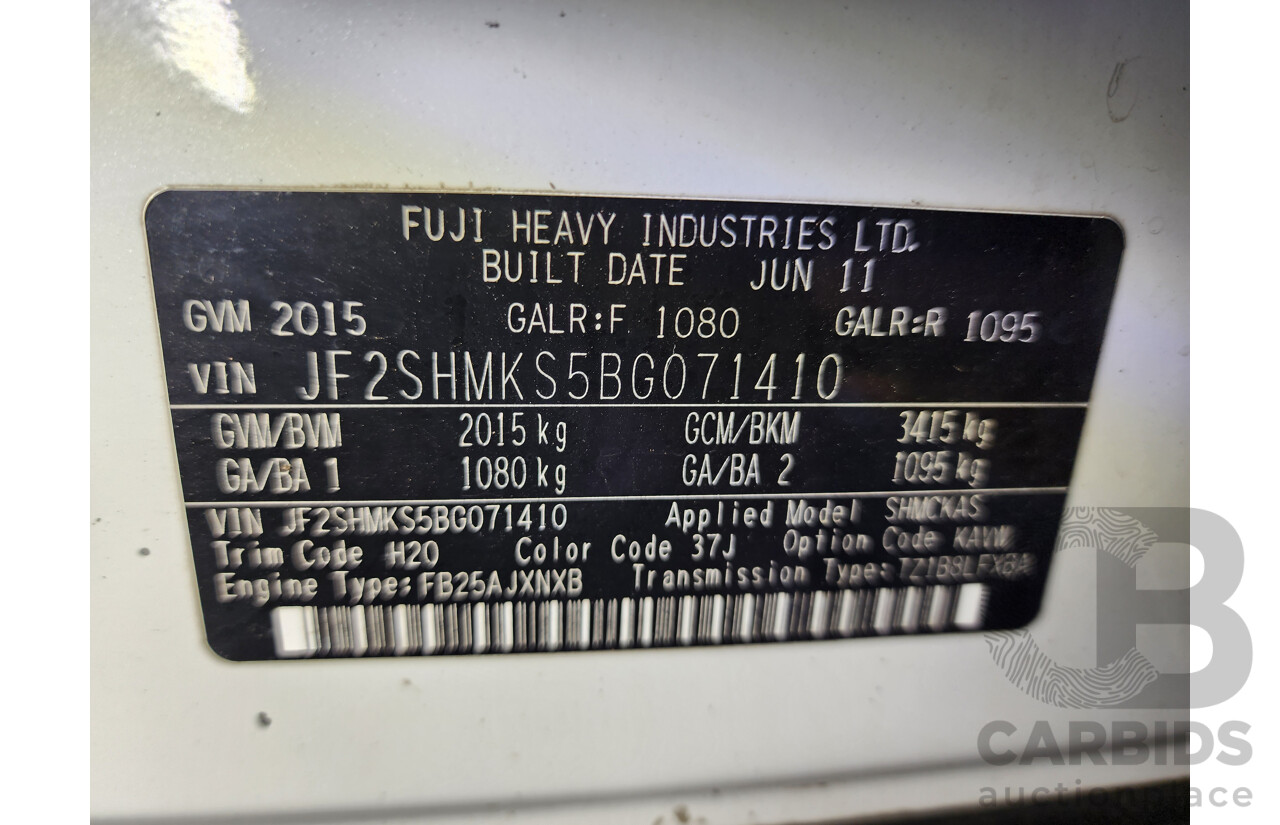 FUJI HEAVY INDUSTRIES LTD.
BUILT DATE JUN 11
GVM 2015 GALR:F 1080 GALR:R 1095
VIN JF2SHMKS5BG071410
GVM/BVM 2015 kg GCM/BKM 3415 kg
GA/BA 1 1080 kg GA/BA 2 1095 kg
VIN JF2SHMKS5BG071410 Applied Model SHMCKAS
Trim Code H20 Color Code 37J Option Code KAVW
Engine Type: FB25AJXNXB Transmission Type:
CARBIDS
auctionplace